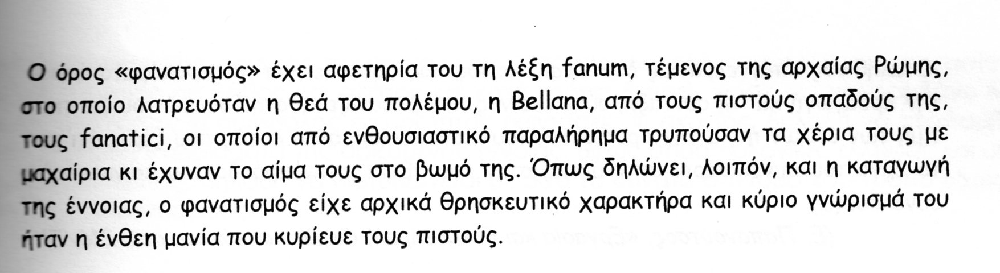 Ο όρος «φανατισμός» έχει αφετηρία του τη λέξη fanum, τέμενος της αρχαίας Ρώμης,
στο οποίο λατρευόταν η θεά του πολέμου, η Bellana, από τους πιστούς οπαδούς της,
τους fanatici, οι οποίοι από ενθουσιαστικό παραλήρημα τρυπούσαν τα χέρια τους με
μαχαίρια κι έχυναν το αίμα τους στο βωμό της. Όπως δηλώνει, λοιπόν, και η καταγωγή
της έννοιας, ο φανατισμός είχε αρχικά θρησκευτικό χαρακτήρα και κύριο γνώρισμά του
ήταν η ένθεη μανία που κυρίευε τους πιστούς.